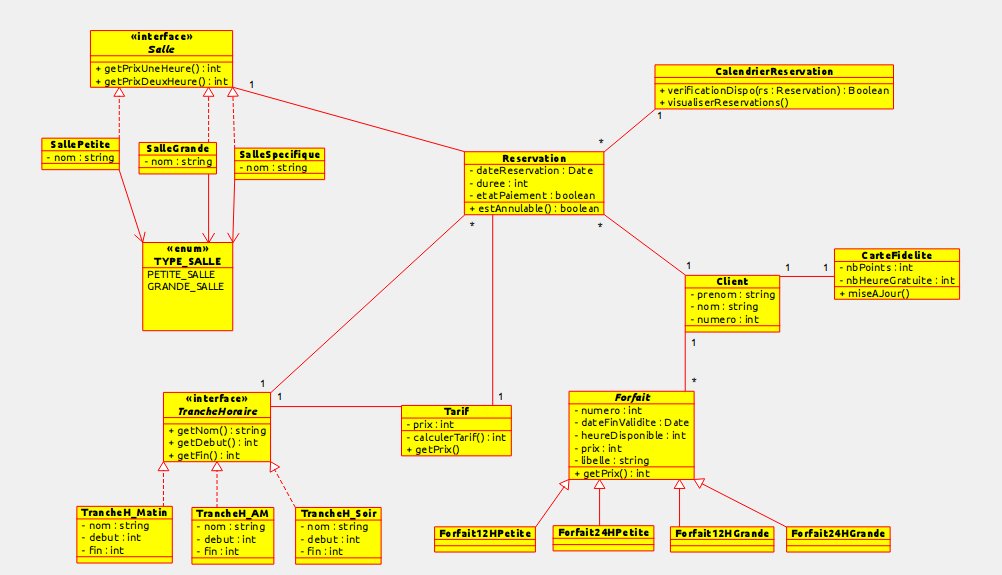 «interface»
Salle
+ getPrixUneHeure() : int
+ getPrixDeuxHeure() : int
1
CalendrierReservation
+ verificationDispo(rs : Reservation) : Boolean
+ visualiserReservations()
1
*
SallePetite
- nom : string
SalleGrande
- nom : string
SalleSpecifique
- nom : string
Reservation
- dateReservation : Date
- duree : int
- etatPaiement : boolean
+ estAnnulable() : boolean
*
*
«enum»
TYPE_SALLE
PETITE_SALLE
GRANDE_SALLE
1
Client
- prenom : string
- nom : string
- numero : int
1
1
CarteFidelite
- nbPoints : int
- nbHeureGratuite : int
+ miseAJour()
1
*
1
«interface»
TrancheHoraire
+ getNom() : string
+ getDebut() : int
+ getFin() : int
1
1
Tarif
- prix : int
- calculerTarif() : int
+ getPrix()
Forfait
- numero : int
- dateFinValidite : Date
- heureDisponible : int
- prix : int
- libelle : string
+ getPrix() : int
TrancheH_Matin
- nom : string
- debut : int
- fin : int
TrancheH_AM
- nom : string
- debut : int
- fin : int
TrancheH_Soir
- nom : string
- debut : int
- fin : int
Forfait12HPetite
Forfait24HPetite
Forfait12HGrande
Forfait24HGrande